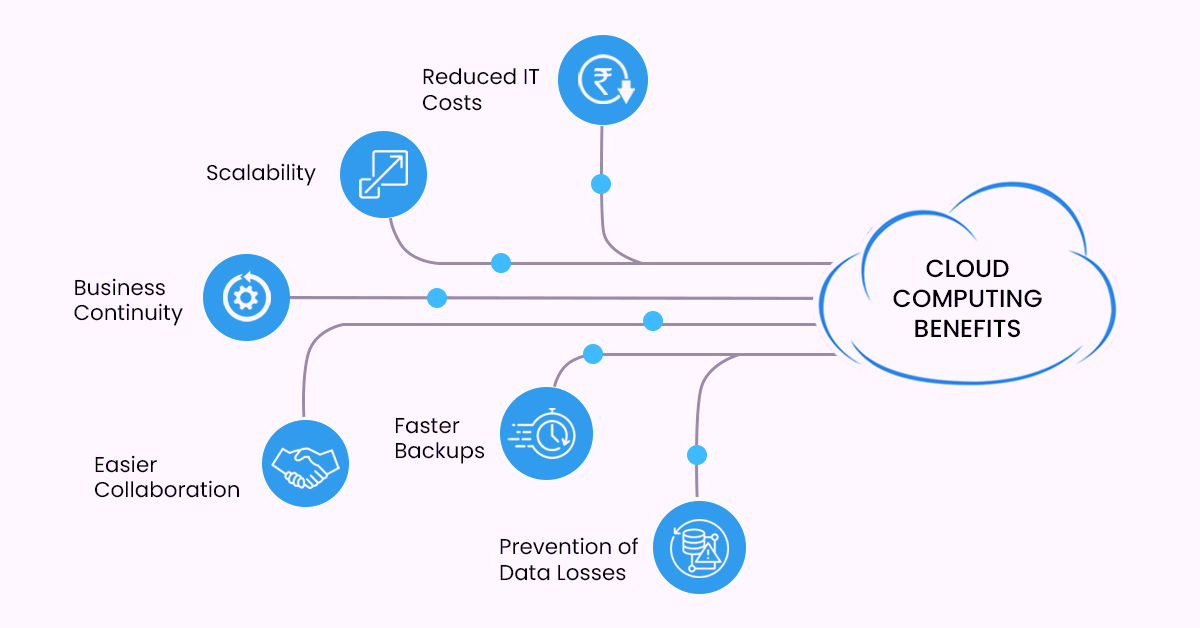 Reduced IT
Costs
Scalability
Business
Continuity
CLOUD
COMPUTING
BENEFITS
Easier
Collaboration
Faster
Backups
Prevention of
Data Losses